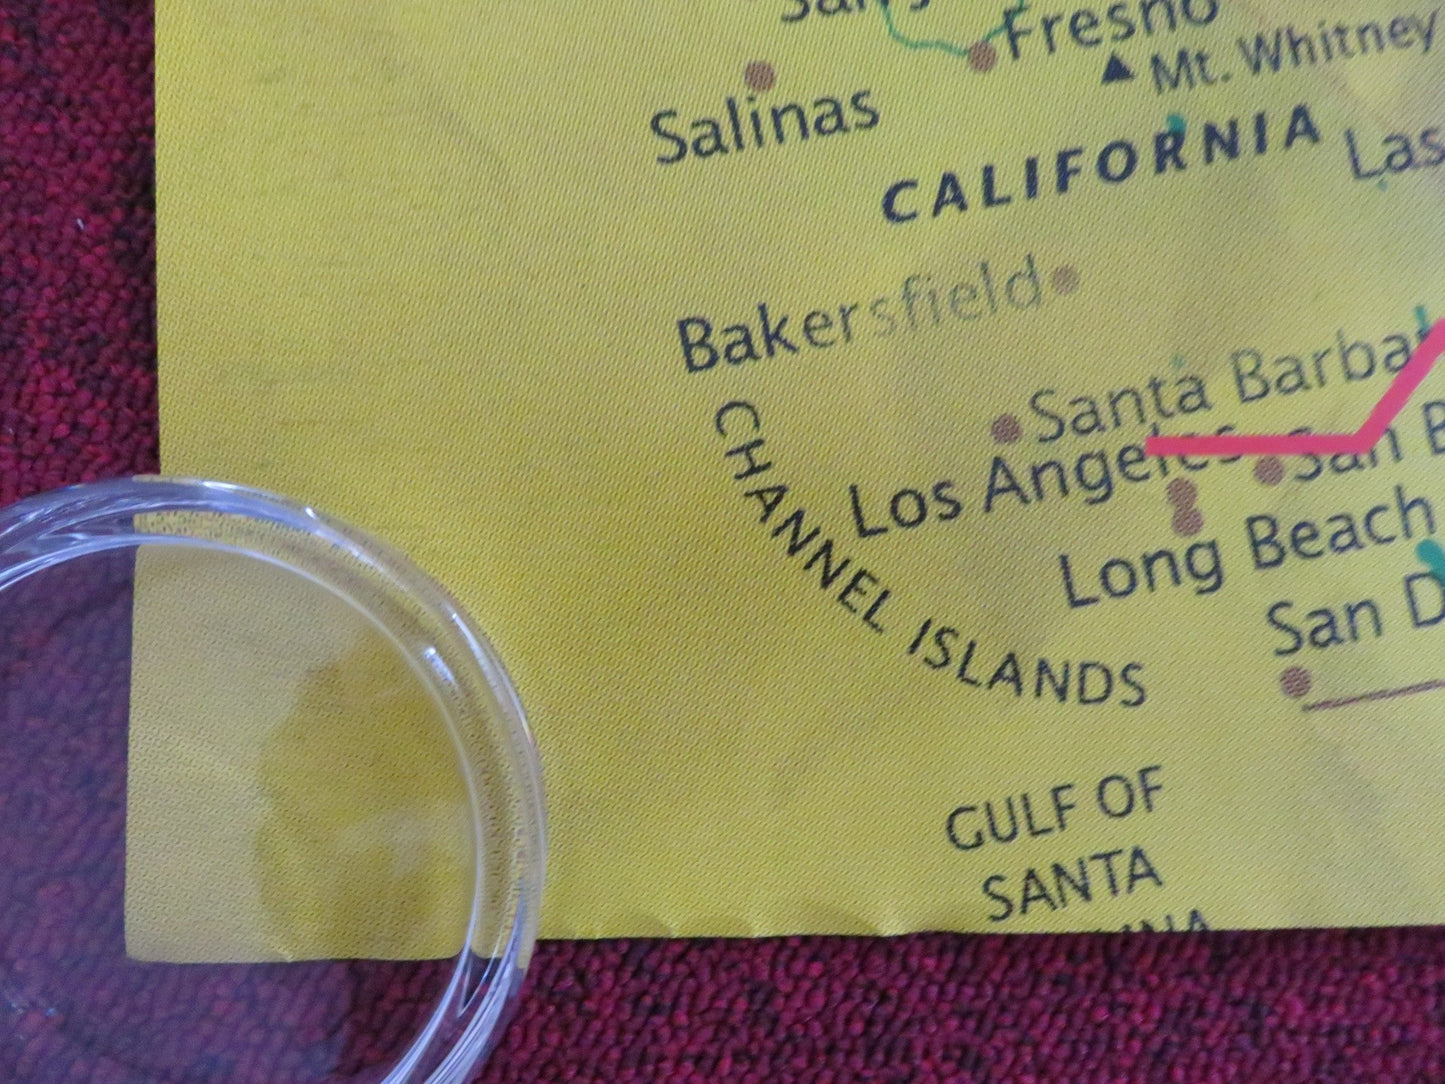 Fresno
Mt. Whitney
Salinas
CALIFORNIA
Las
Bakersfield
Santa Barba
Los Angeles
San B
CHANNEL ISLANDS
Long Beach
San D
GULF OF
SANTA